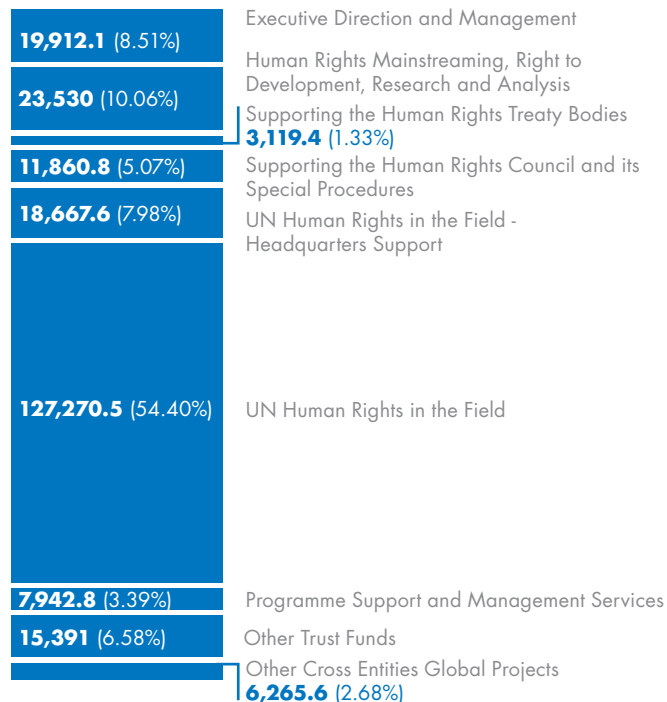 Executive Direction and Management
19,912.1 (8.51%)
Human Rights Mainstreaming, Right to
Development, Research and Analysis
23,530 (10.06%)
Supporting the Human Rights Treaty Bodies
3,119.4 (1.33%)
11,860.8 (5.07%)
Supporting the Human Rights Council and its
Special Procedures
18,667.6 (7.98%)
UN Human Rights in the Field -
Headquarters Support
127,270.5 (54.40%)
UN Human Rights in the Field
7,942.8 (3.39%)
Programme Support and Management Services
15,391 (6.58%)
Other Trust Funds
Other Cross Entities Global Projects
6,265.6 (2.68%)